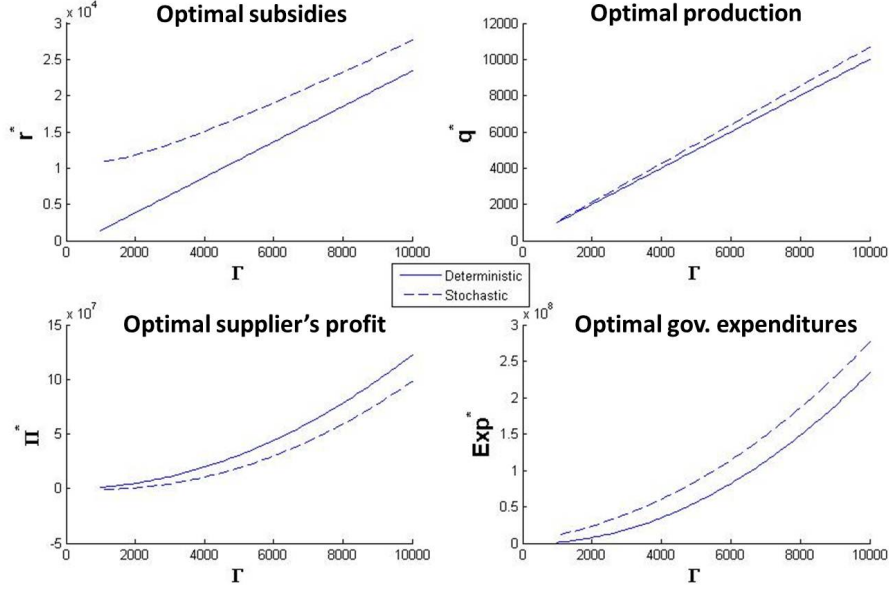 Optimal subsidies
x 10^4
3
2.5
2
1.5
1
0.5
0
r*
0 2000 4000 6000 8000 10000
Γ
Optimal production
12000
10000
8000
6000
4000
2000
0
q*
0 2000 4000 6000 8000 10000
Γ
Deterministic
Stochastic
Optimal supplier's profit
x 10^7
15
10
5
0
-5
Π*
0 2000 4000 6000 8000 10000
Γ
Optimal gov. expenditures
x 10^8
3
2.5
2
1.5
1
0.5
0
Exp*
0 2000 4000 6000 8000 10000
Γ